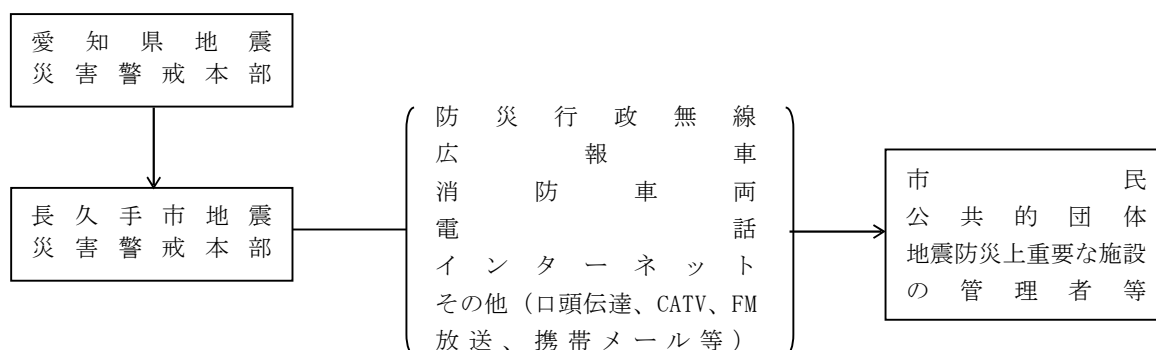 愛知県地震
災害警戒本部
長久手市地震
災害警戒本部
防災行政無線
広報車
消防車両
電話
インターネット
その他（口頭伝達、CATV、FM
放送、携帯メール等）
市民
公共的団体
地震防災上重要な施設
の管理者等